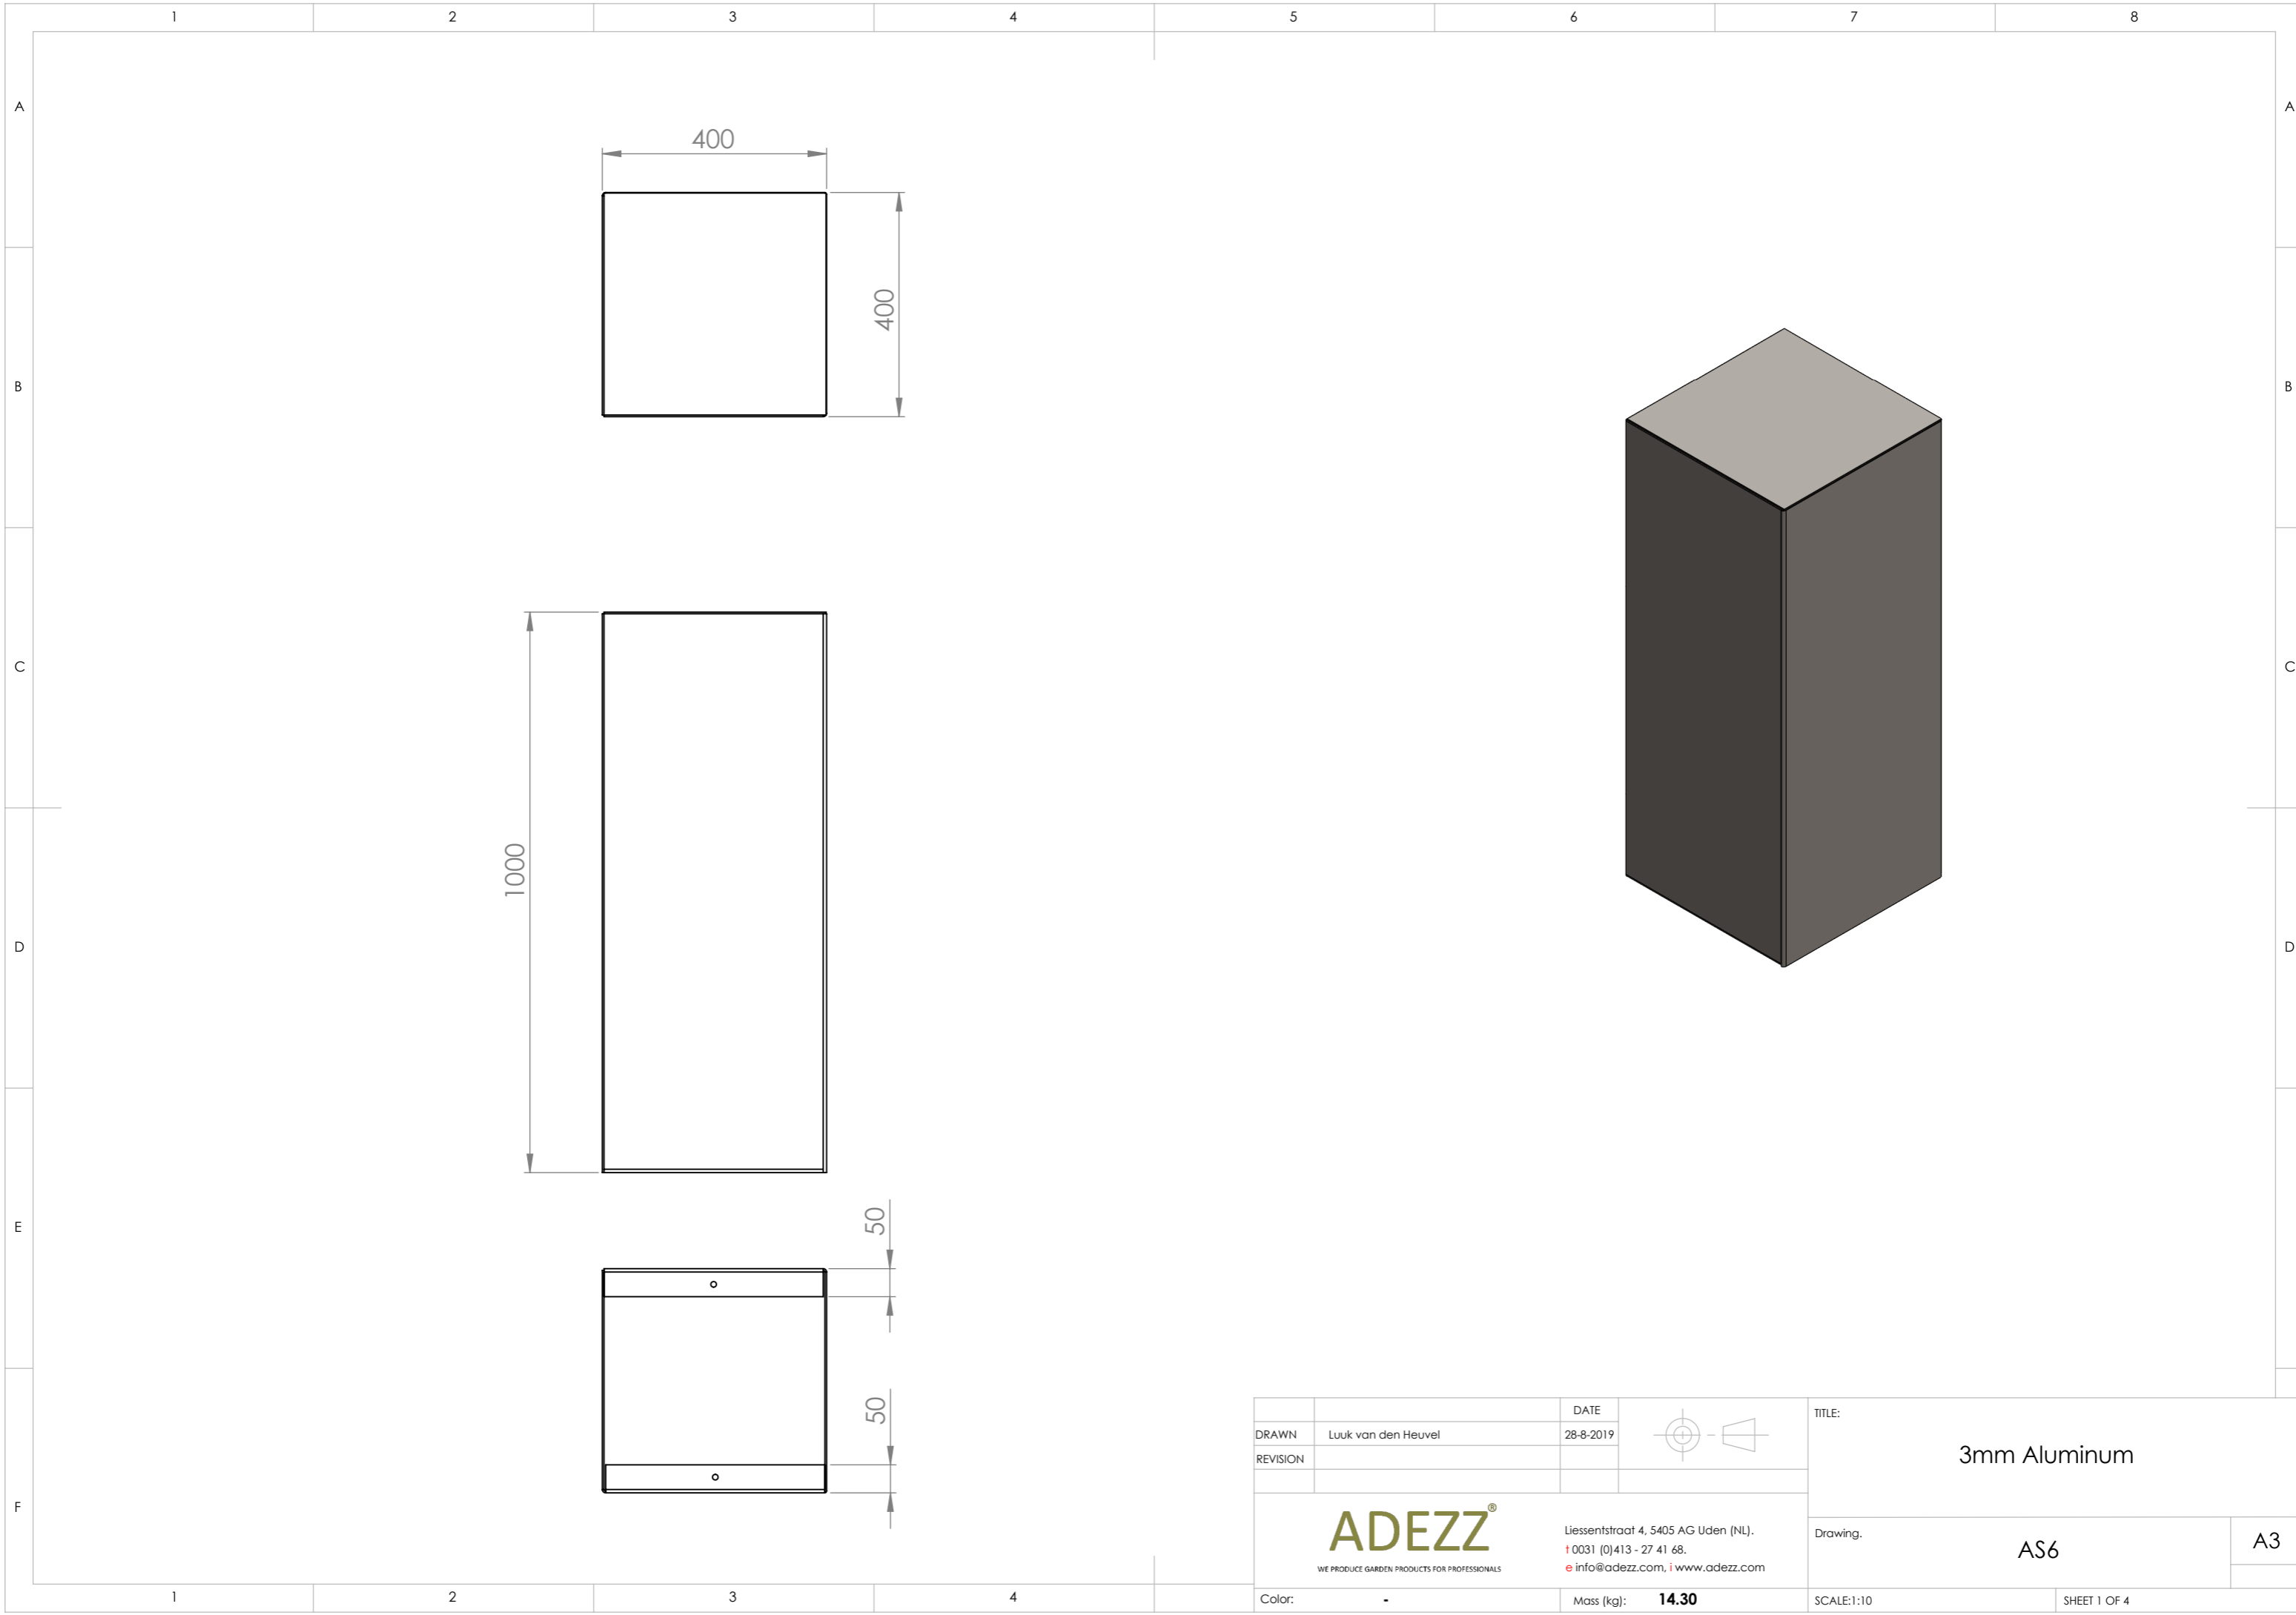 1 2 3 4 5 6 7 8
A A
400
400
B B
C C
1000
D D
E
50
50
F
DATE
DRAWN Luuk van den Heuvel 28-8-2019
REVISION
TITLE:
3mm Aluminum
ADEZZ®
WE PRODUCE GARDEN PRODUCTS FOR PROFESSIONALS
Liessentstraat 4, 5405 AG Uden (NL).
t 0031 (0)413 - 27 41 68.
e info@adezz.com, i www.adezz.com
Drawing.
AS6
A3
Color: -
Mass (kg): 14.30
SCALE:1:10
SHEET 1 OF 4
1 2 3 4